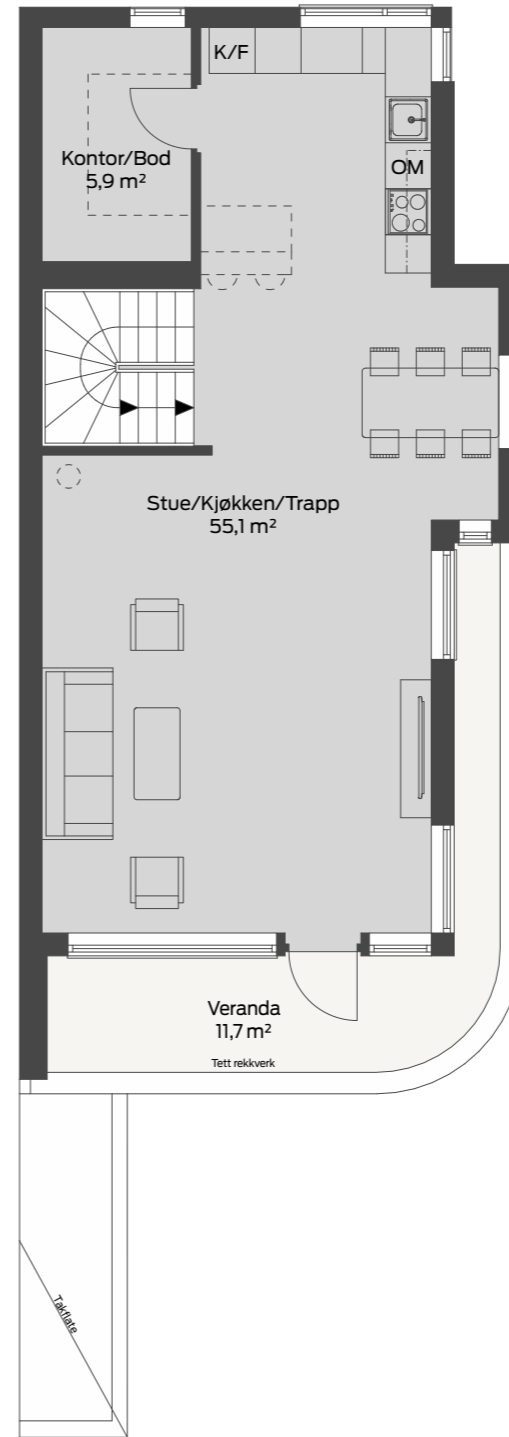 K/F
Kontor/Bod
5,9 m²
OM
Stue/Kjøkken/Trapp
55,1 m²
Veranda
11,7 m²
Tett rekkverk
Takflate